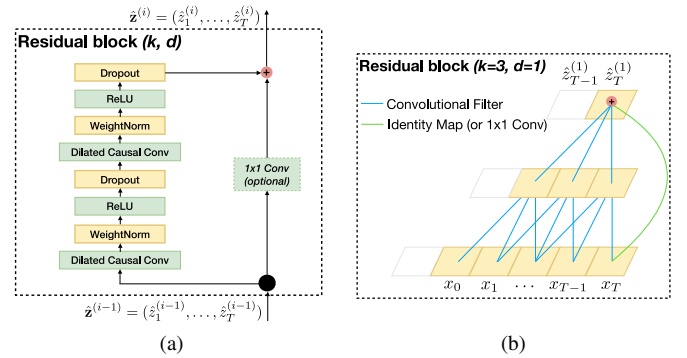 ẑ^(i) = (ẑ_1^(i), . . . , ẑ_T^(i))
Residual block (k, d)
Dropout
ReLU
WeightNorm
Dilated Causal Conv
Dropout
ReLU
WeightNorm
Dilated Causal Conv
+
1x1 Conv
(optional)
ẑ^(i−1) = (ẑ_1^(i−1), . . . , ẑ_T^(i−1))
(a)
Residual block (k=3, d=1)
ẑ_{T−1}^(1) ẑ_T^(1)
+
Convolutional Filter
Identity Map (or 1x1 Conv)
x_0 x_1 . . . x_{T−1} x_T
(b)